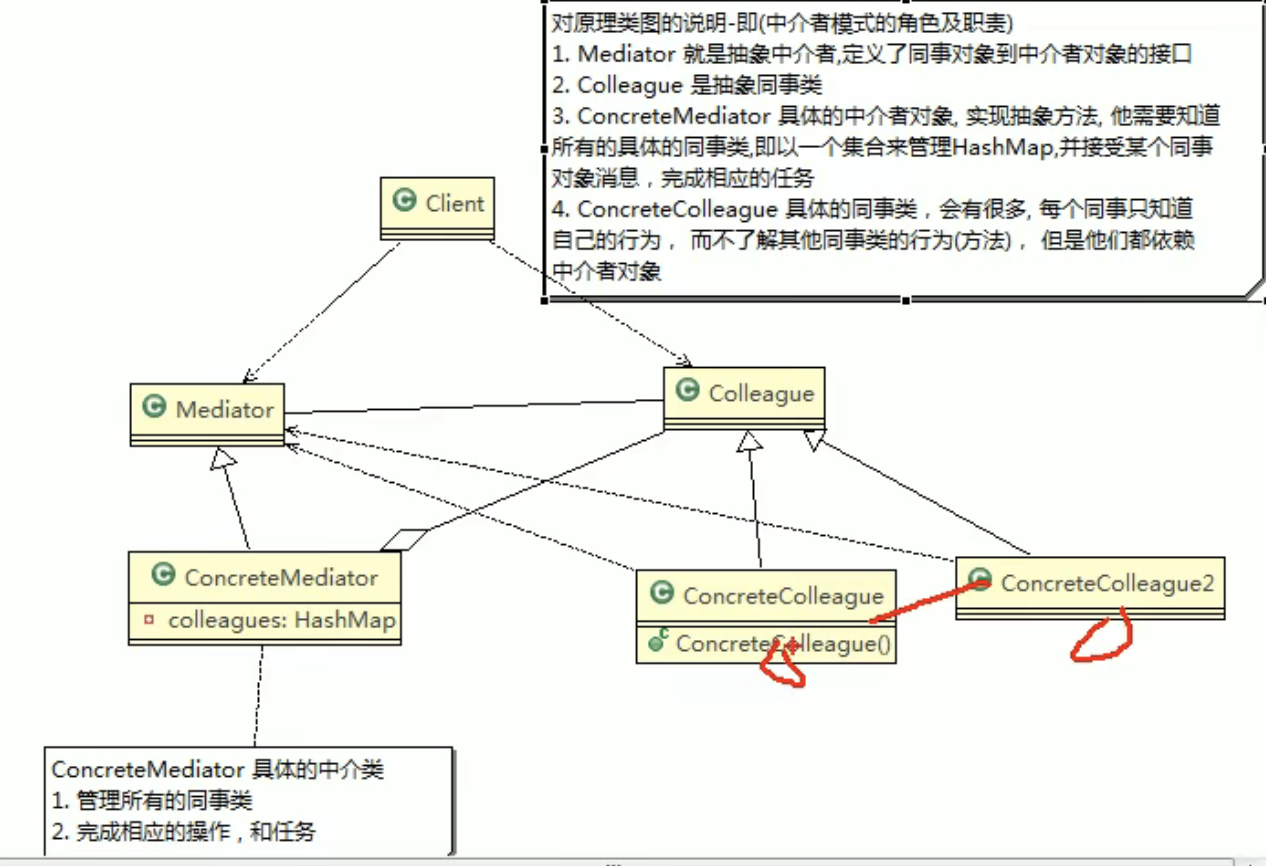 对原理类图的说明-即(中介者模式的角色及职责)
1. Mediator 就是抽象中介者,定义了同事对象到中介者对象的接口
2. Colleague 是抽象同事类
3. ConcreteMediator 具体的中介者对象, 实现抽象方法, 他需要知道
所有的具体的同事类,即以一个集合来管理HashMap,并接受某个同事
对象消息，完成相应的任务
4. ConcreteColleague 具体的同事类，会有很多, 每个同事只知道
自己的行为， 而不了解其他同事类的行为(方法)， 但是他们都依赖
中介者对象
C Client
C Mediator
C Colleague
C ConcreteMediator
colleagues: HashMap
C ConcreteColleague
C ConcreteColleague()
C ConcreteColleague2
ConcreteMediator 具体的中介类
1. 管理所有的同事类
2. 完成相应的操作，和任务